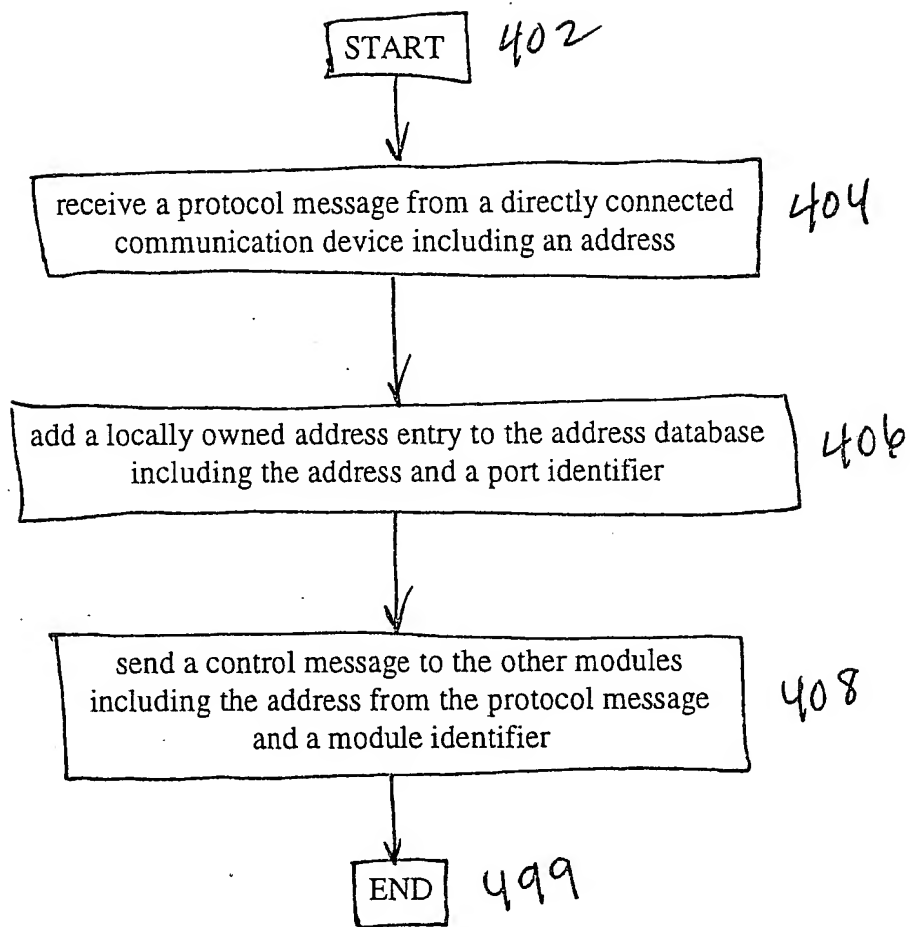 START 402
receive a protocol message from a directly connected
communication device including an address
404
add a locally owned address entry to the address database
including the address and a port identifier
406
send a control message to the other modules
including the address from the protocol message
and a module identifier
408
END 499